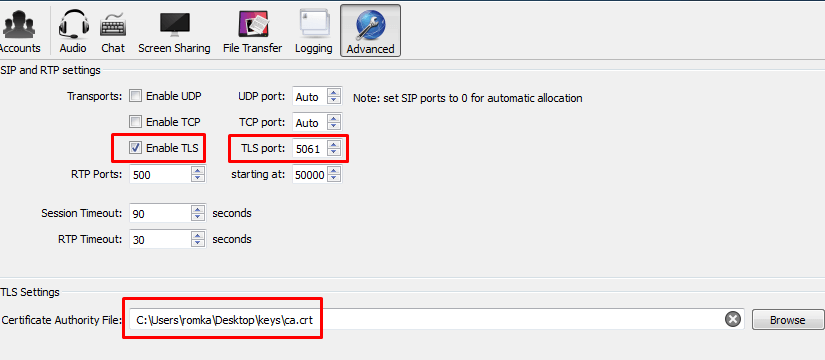 Accounts Audio Chat Screen Sharing File Transfer Logging Advanced
SIP and RTP settings
Transports: Enable UDP UDP port: Auto Note: set SIP ports to 0 for automatic allocation
Enable TCP TCP port: Auto
Enable TLS TLS port: 5061
RTP Ports: 500 starting at: 50000
Session Timeout: 90 seconds
RTP Timeout: 30 seconds
TLS Settings
Certificate Authority File: C:\Users\romka\Desktop\keys\ca.crt Browse